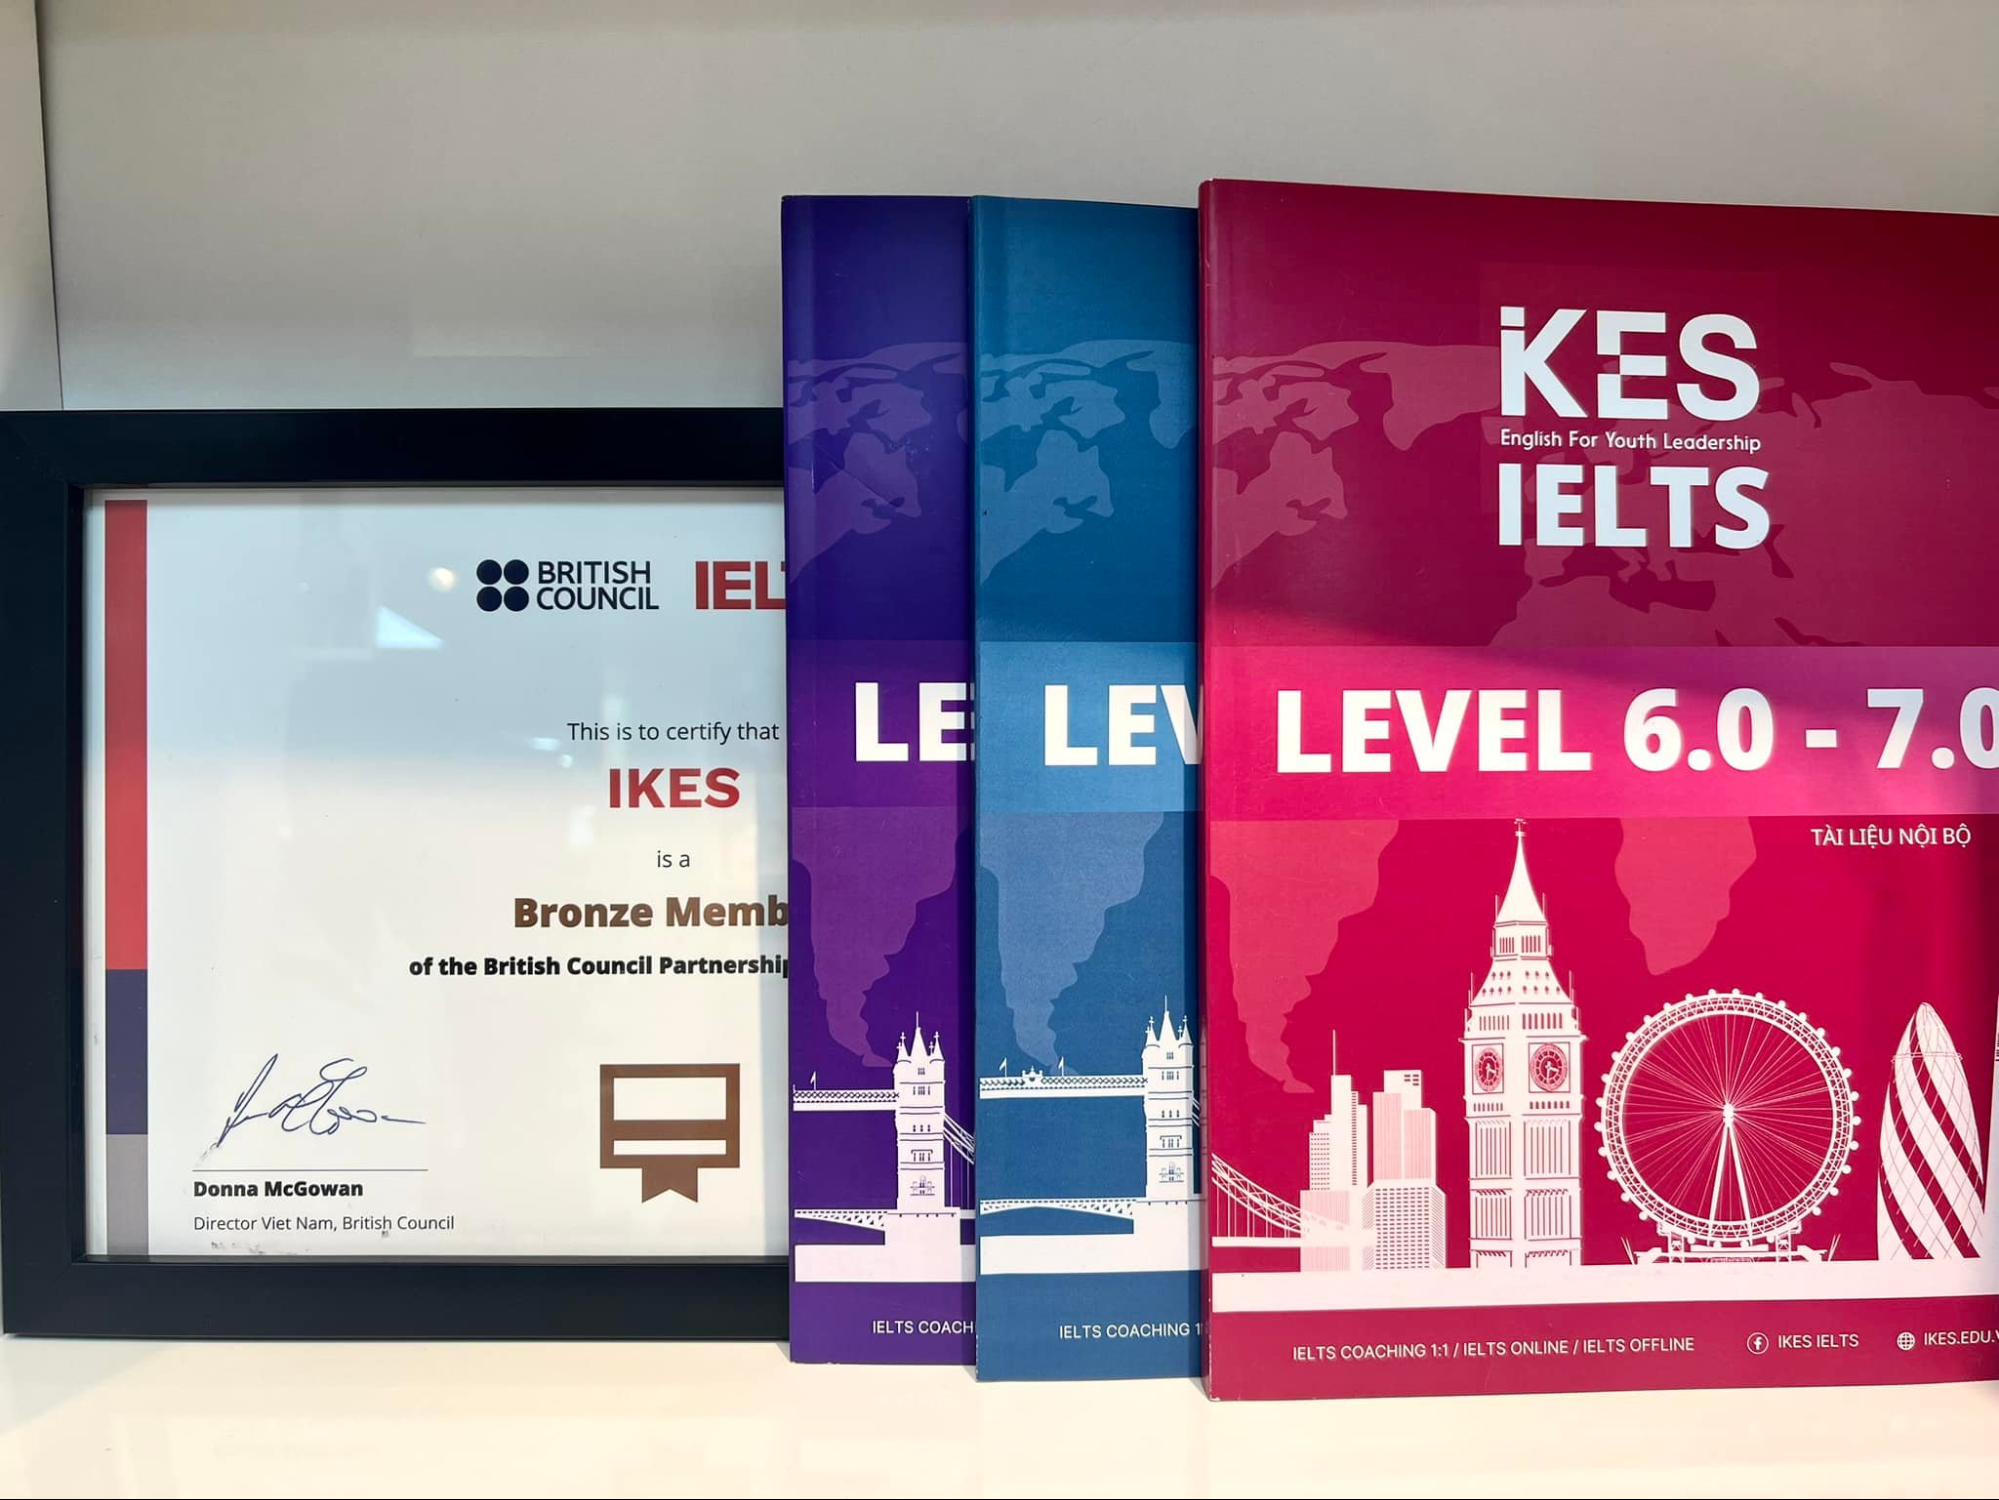 BRITISH
COUNCIL
IEL
This is to certify that
IKES
is a
Bronze Memb
of the British Council Partnership
Donna McGowan
Director Viet Nam, British Council
LE
IELTS COACH
LEV
IELTS COACHING 1
iKES
English For Youth Leadership
IELTS
LEVEL 6.0 - 7.0
TÀI LIỆU NỘI BỘ
IELTS COACHING 1:1 / IELTS ONLINE / IELTS OFFLINE IKES IELTS IKES.EDU.V